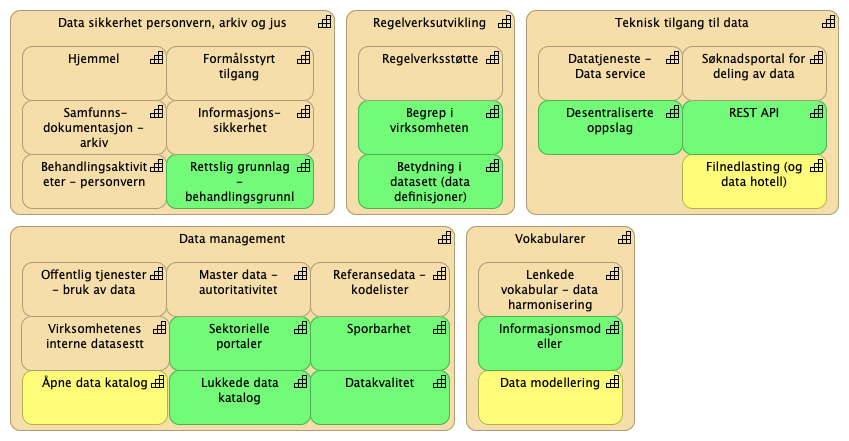 Data sikkerhet personvern, arkiv og jus
Hjemmel
Formålsstyrt
tilgang
Samfunns-
dokumentasjon –
arkiv
Informasjons-
sikkerhet
Behandlingsaktivit
eter – personvern
Rettslig grunnlag
–
behandlingsgrunnl
Regelverksutvikling
Regelverksstøtte
Begrep i
virksomheten
Betydning i
datasett (data
definisjoner)
Teknisk tilgang til data
Datatjeneste –
Data service
Søknadsportal for
deling av data
Desentraliserte
oppslag
REST API
Filnedlasting (og
data hotell)
Data management
Offentlig tjenester
– bruk av data
Master data –
autoritativitet
Referansedata –
kodelister
Virksomhetenes
interne datasestt
Sektorielle
portaler
Sporbarhet
Åpne data katalog
Lukkede data
katalog
Datakvalitet
Vokabularer
Lenkede
vokabular – data
harmonisering
Informasjonsmod
eller
Data modellering